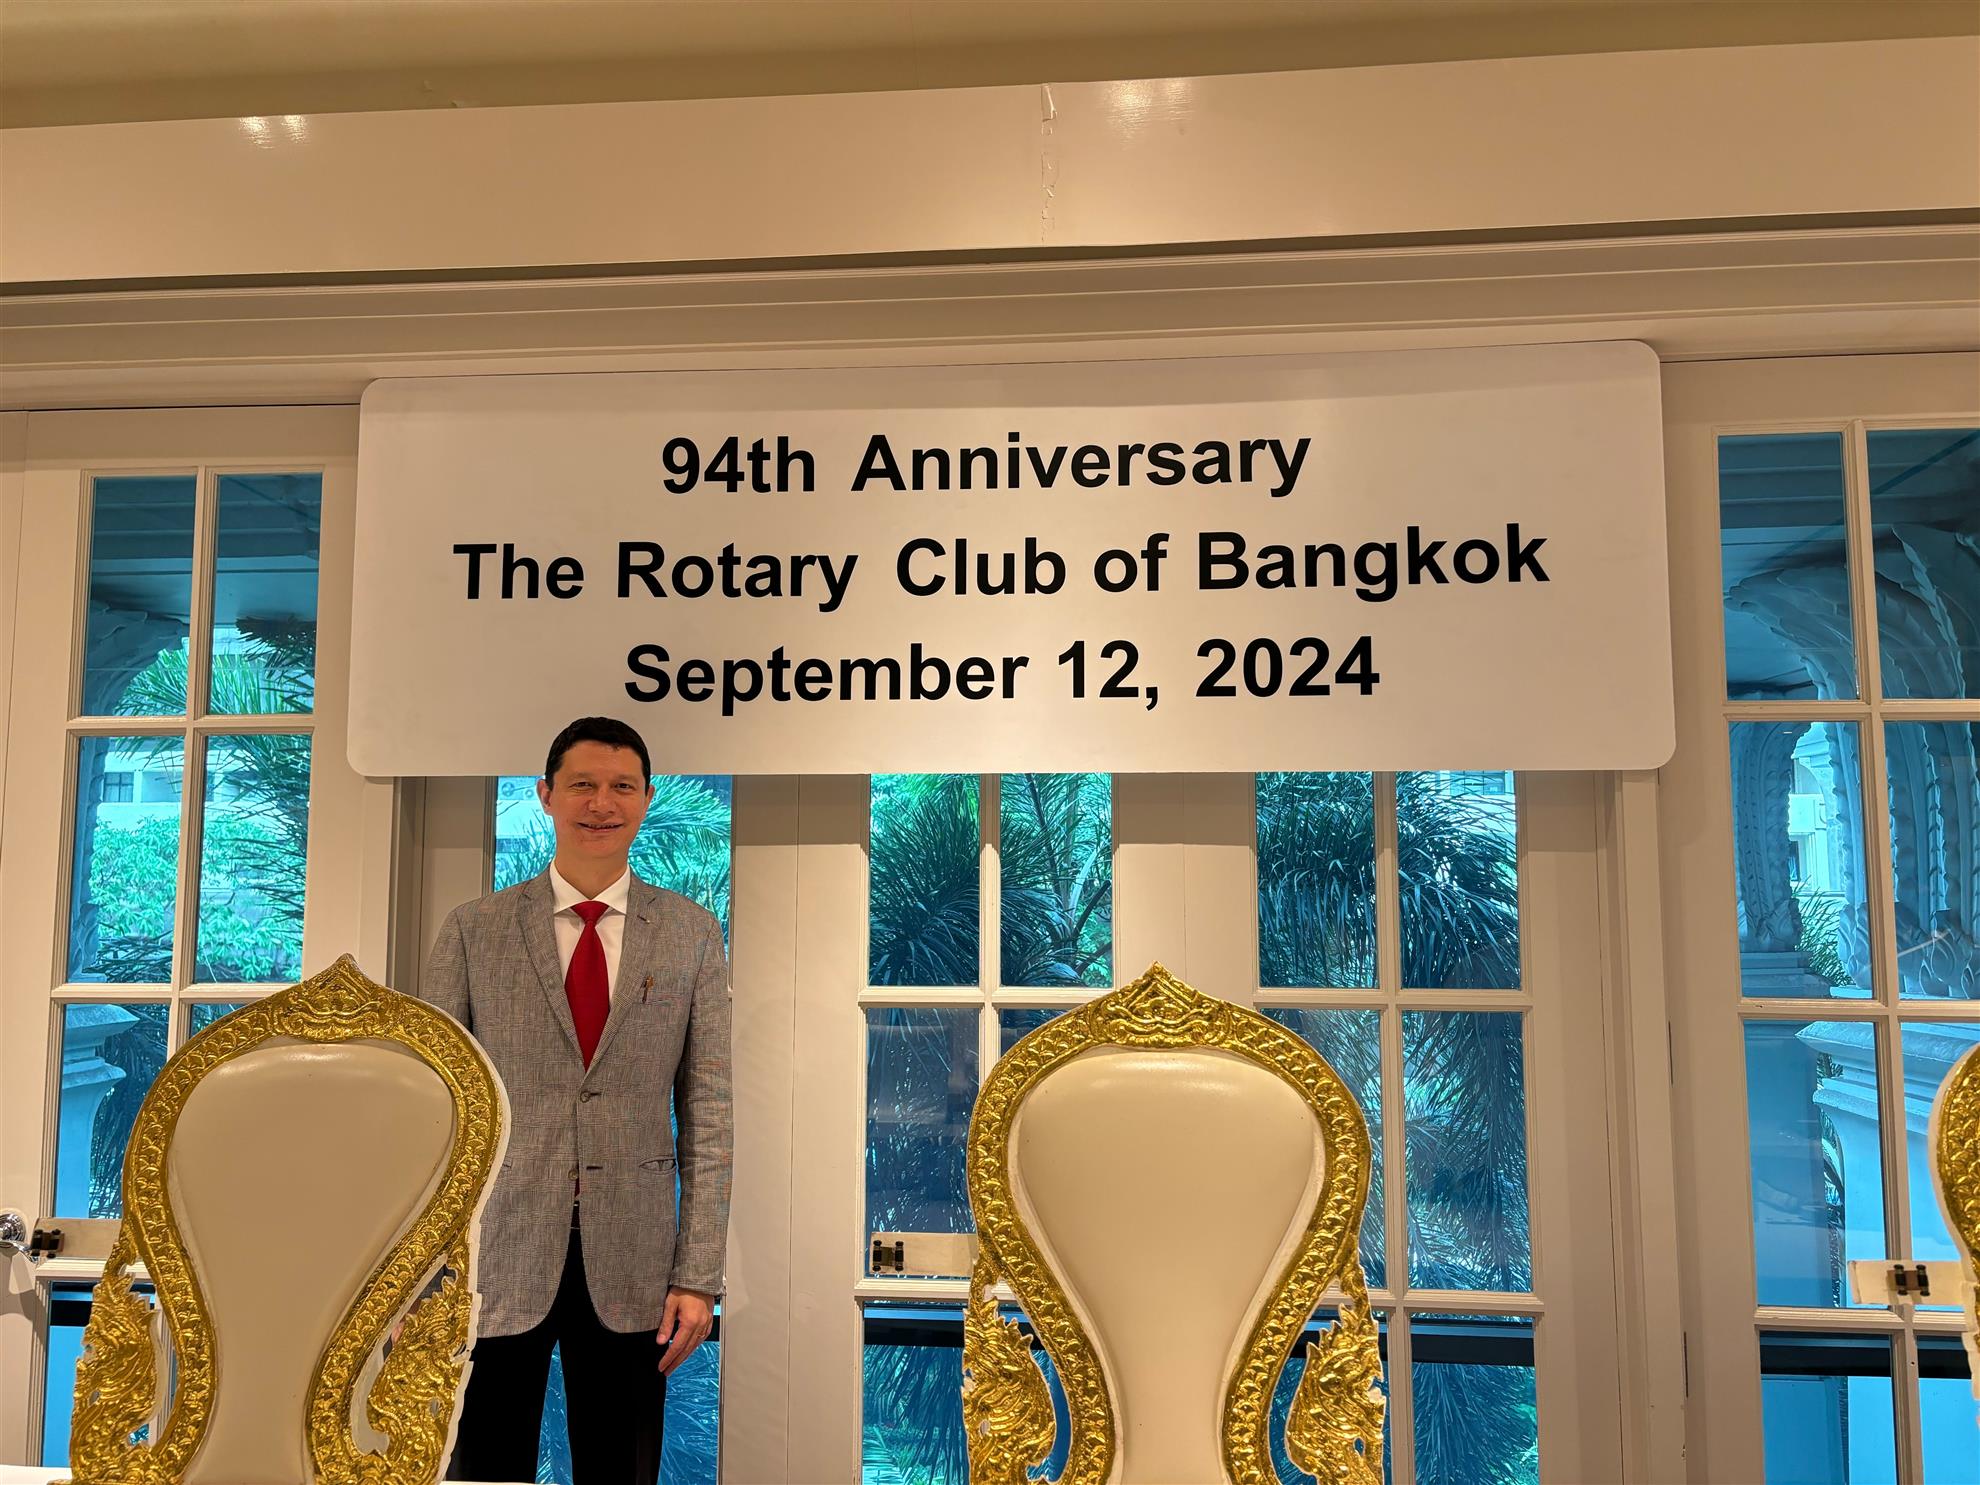 94th Anniversary
The Rotary Club of Bangkok
September 12, 2024